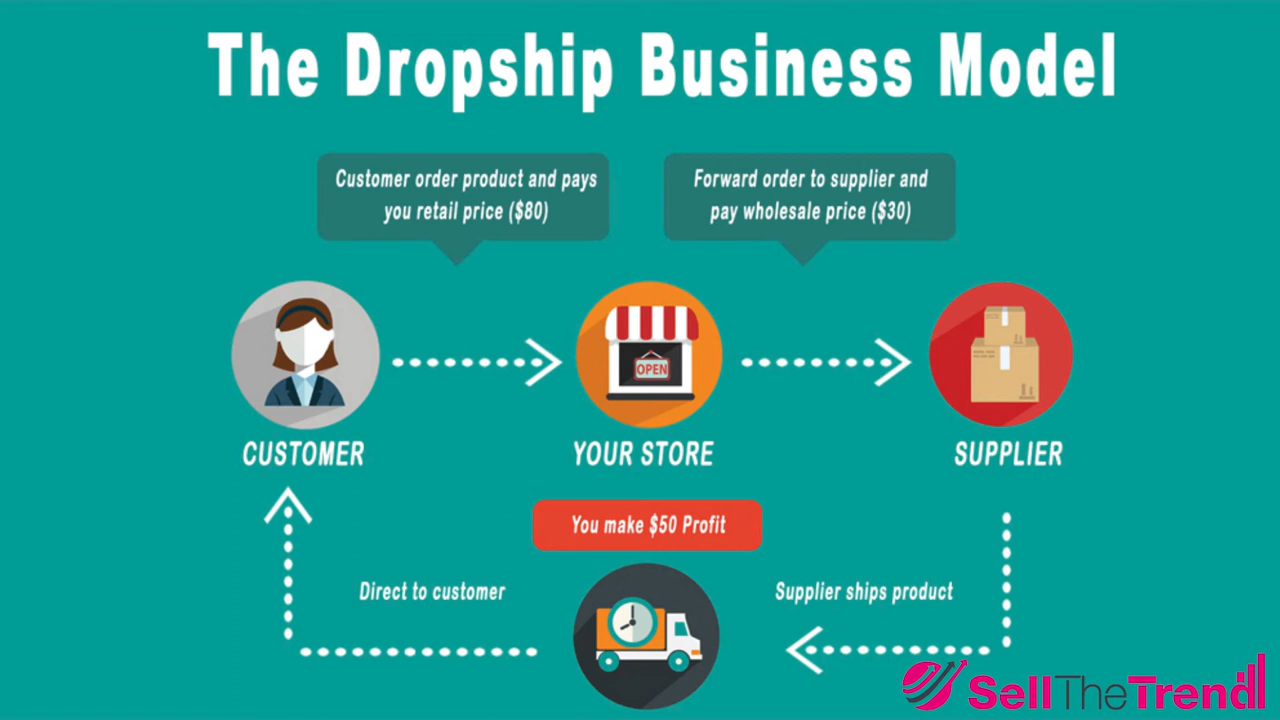 The Dropship Business Model
Customer order product and pays
you retail price ($80)
Forward order to supplier and
pay wholesale price ($30)
OPEN
CUSTOMER
YOUR STORE
SUPPLIER
You make $50 Profit
Direct to customer
Supplier ships product
SellTheTrend